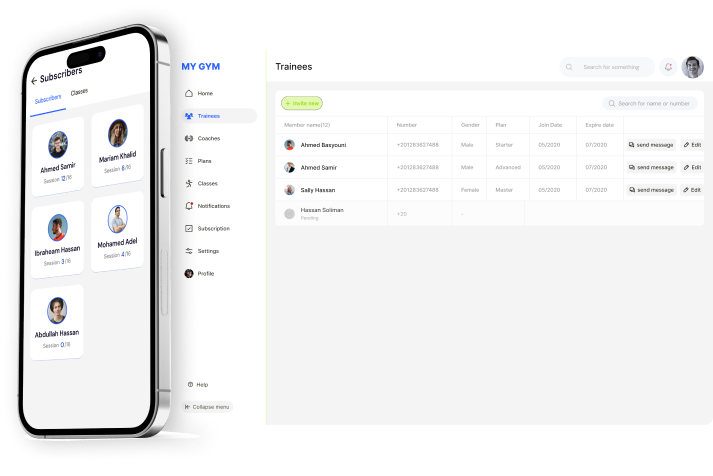 Subscribers
Subscribers
Classes
Ahmed Samir
Session 12/16
Mariam Khalid
Session 6/16
Ibraheam Hassan
Session 3/16
Mohamed Adel
Session 4/16
Abdullah Hassan
Session 0/16
MY GYM
Home
Trainees
Coaches
Plans
Classes
Notifications
Subscription
Settings
Profile
Help
Collapse menu
Trainees
Search for something
+ Invite new
Search for name or number
Member name(12) Number Gender Plan Join Date Expire date
Ahmed Basyouni +201283627488 Male Starter 05/2020 07/2020 send message Edit
Ahmed Samir +201283627488 Male Advanced 05/2020 07/2020 send message Edit
Sally Hassan +201283627488 Female Master 05/2020 07/2020 send message Edit
Hassan Soliman +20 -
Pending